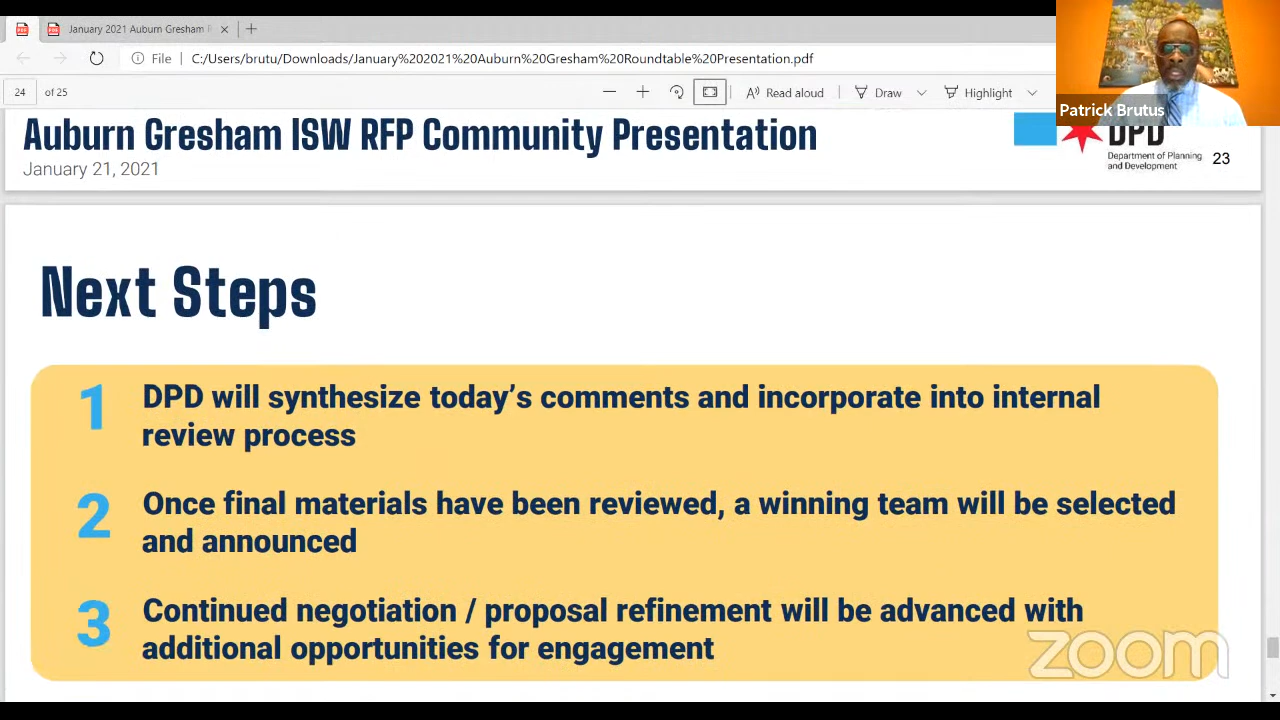 January 2021 Auburn Gresham
File
C:/Users/brutu/Downloads/January%202021%20Auburn%20Gresham%20Roundtable%20Presentation.pdf
24 of 25
Read aloud
Draw
Highlight
Patrick Brutus
Auburn Gresham ISW RFP Community Presentation
January 21, 2021
DPD
Department of Planning
and Development
23
Next Steps
1 DPD will synthesize today's comments and incorporate into internal
review process
2 Once final materials have been reviewed, a winning team will be selected
and announced
3 Continued negotiation / proposal refinement will be advanced with
additional opportunities for engagement
zoom